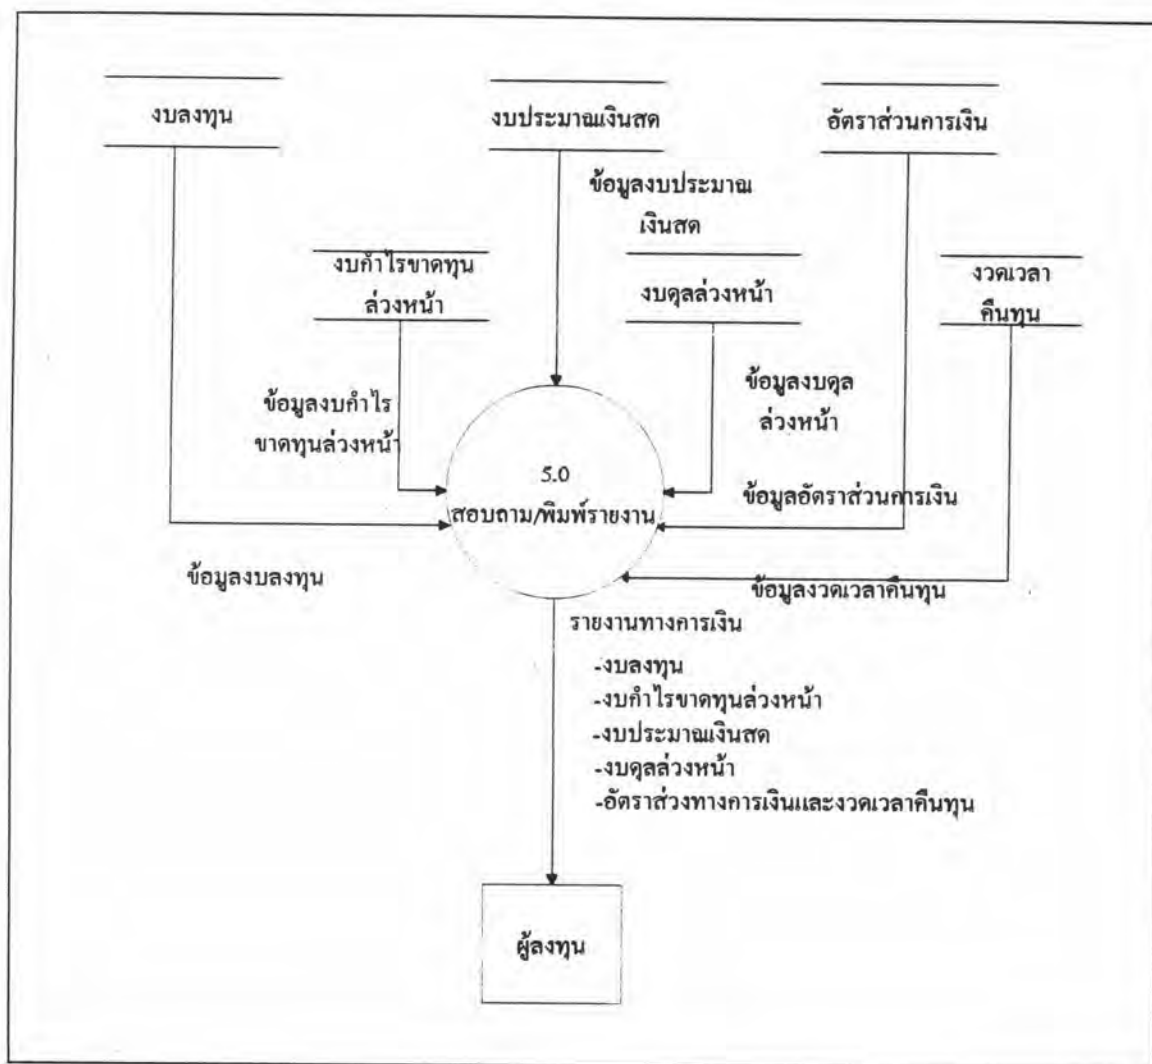 งบลงทุน
งบประมาณเงินสด
อัตราส่วนการเงิน
ข้อมูลงบประมาณ
เงินสด
งบกำไรขาดทุน
ล่วงหน้า
งบดุลล่วงหน้า
งวดเวลา
คืนทุน
ข้อมูลงบกำไร
ขาดทุนล่วงหน้า
ข้อมูลงบดุล
ล่วงหน้า
5.0
สอบถาม/พิมพ์รายงาน
ข้อมูลอัตราส่วนการเงิน
ข้อมูลงบลงทุน
ข้อมูลงวดเวลาคืนทุน
รายงานทางการเงิน
-งบลงทุน
-งบกำไรขาดทุนล่วงหน้า
-งบประมาณเงินสด
-งบดุลล่วงหน้า
-อัตราส่วงทางการเงินและงวดเวลาคืนทุน
ผู้ลงทุน